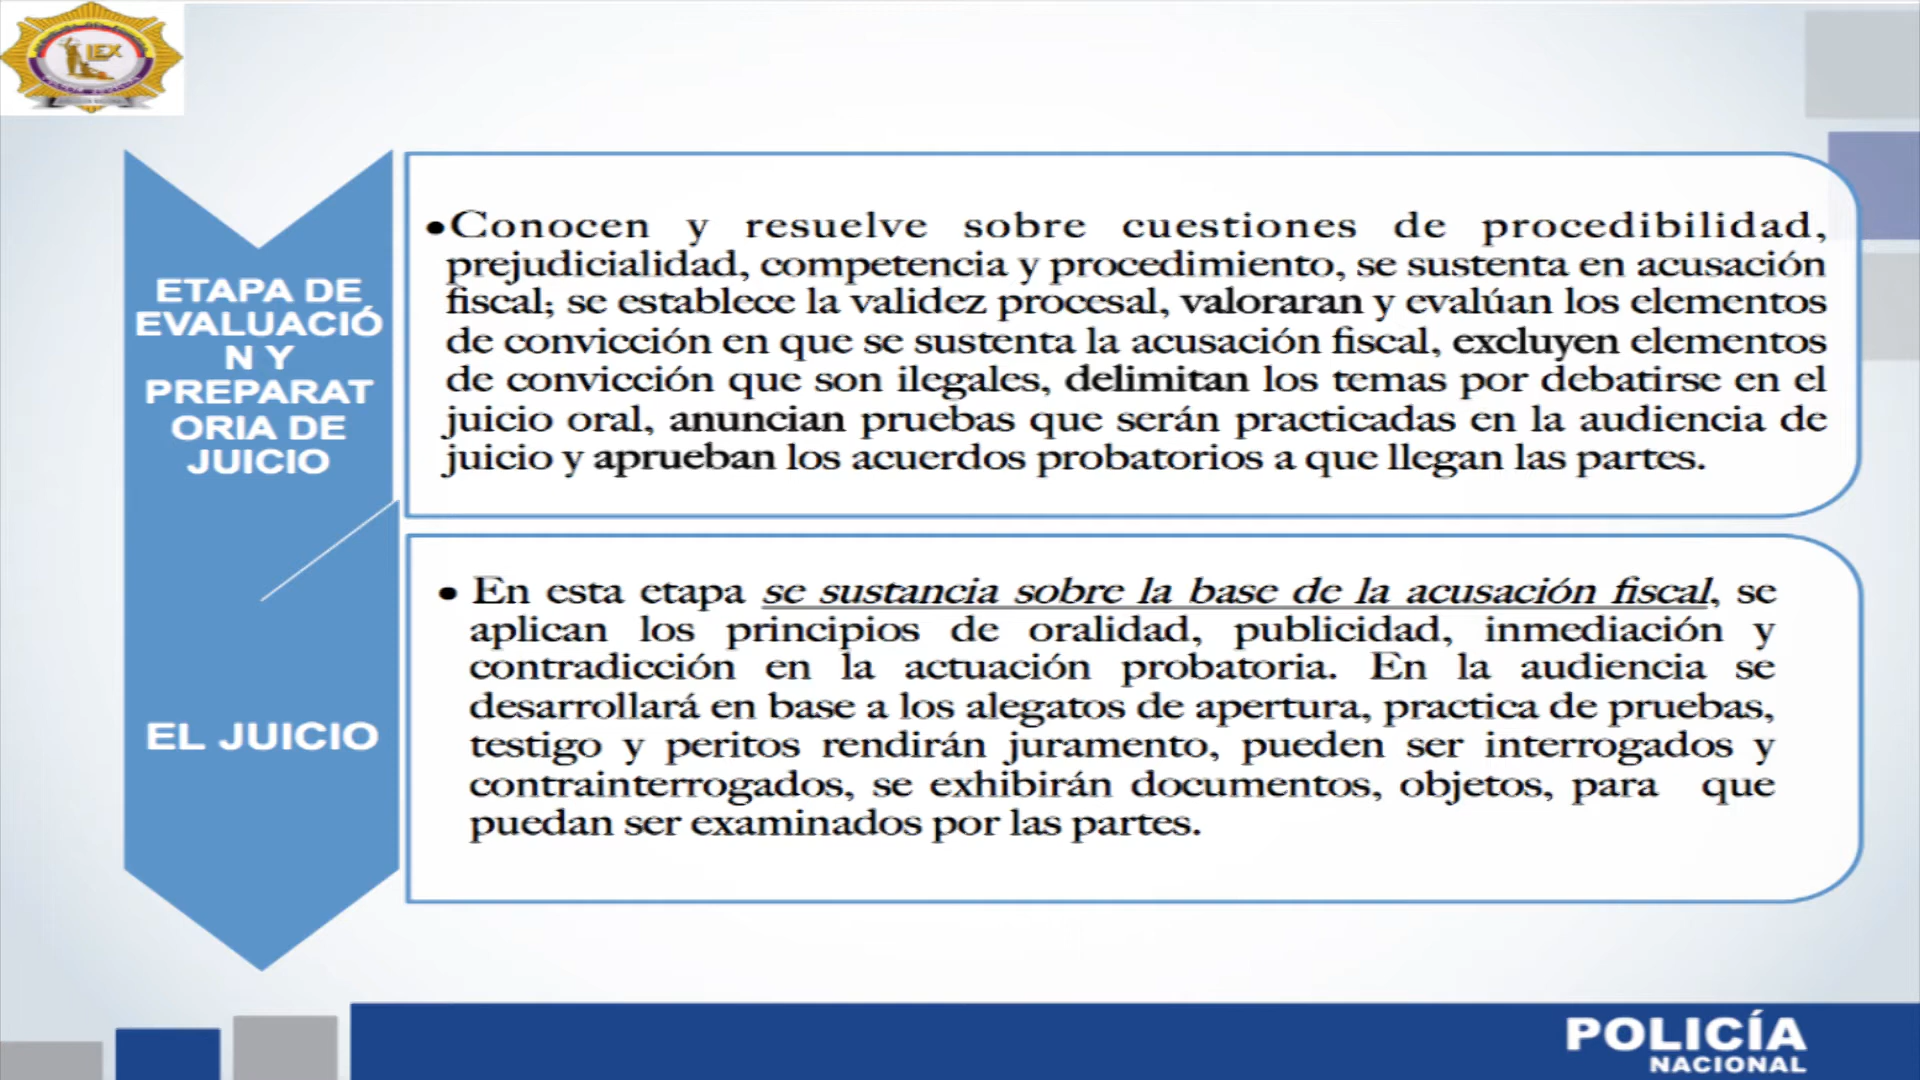 LEX
ETAPA DE
EVALUACIÓ
N Y
PREPARAT
ORIA DE
JUICIO
•Conocen y resuelve sobre cuestiones de procedibilidad,
prejudicialidad, competencia y procedimiento, se sustenta en acusación
fiscal; se establece la validez procesal, valoraran y evalúan los elementos
de convicción en que se sustenta la acusación fiscal, excluyen elementos
de convicción que son ilegales, delimitan los temas por debatirse en el
juicio oral, anuncian pruebas que serán practicadas en la audiencia de
juicio y aprueban los acuerdos probatorios a que llegan las partes.
EL JUICIO
• En esta etapa se sustancia sobre la base de la acusación fiscal, se
aplican los principios de oralidad, publicidad, inmediación y
contradicción en la actuación probatoria. En la audiencia se
desarrollará en base a los alegatos de apertura, practica de pruebas,
testigo y peritos rendirán juramento, pueden ser interrogados y
contrainterrogados, se exhibirán documentos, objetos, para que
puedan ser examinados por las partes.
POLICÍA
NACIONAL